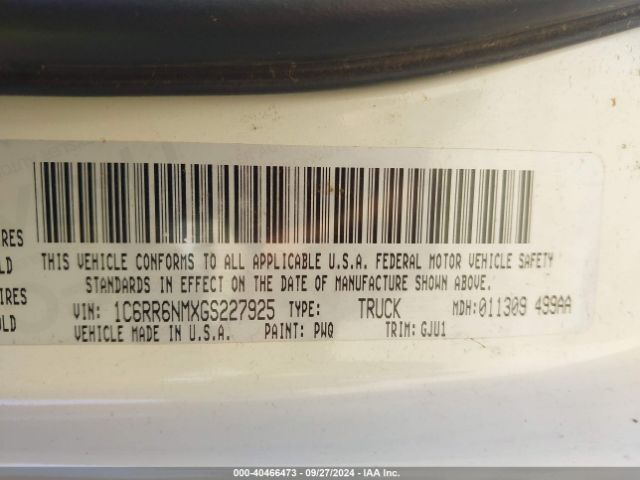 RES
LD
IRES
OLD
THIS VEHICLE CONFORMS TO ALL APPLICABLE U.S.A. FEDERAL MOTOR VEHICLE SAFETY
STANDARDS IN EFFECT ON THE DATE OF MANUFACTURE SHOWN ABOVE.
VIN: 1C6RR6NMXGS227925 TYPE: TRUCK MDH:011309 499AA
VEHICLE MADE IN U.S.A. PAINT: PWQ TRIM: GJU1
000-40466473 - 09/27/2024 - IAA Inc.